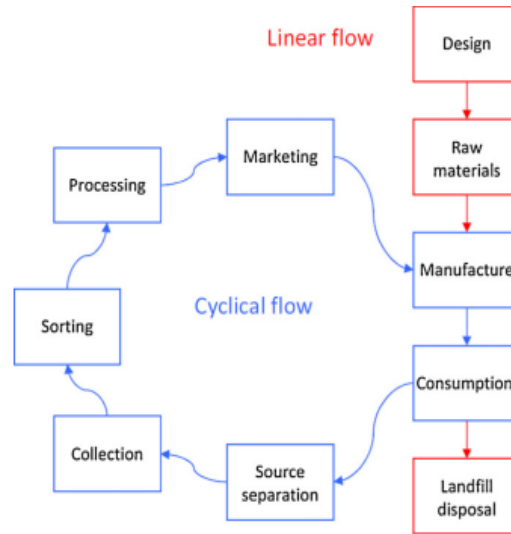 Linear flow
Design
Raw
materials
Marketing
Processing
Manufacture
Cyclical flow
Sorting
Consumption
Collection
Source
separation
Landfill
disposal